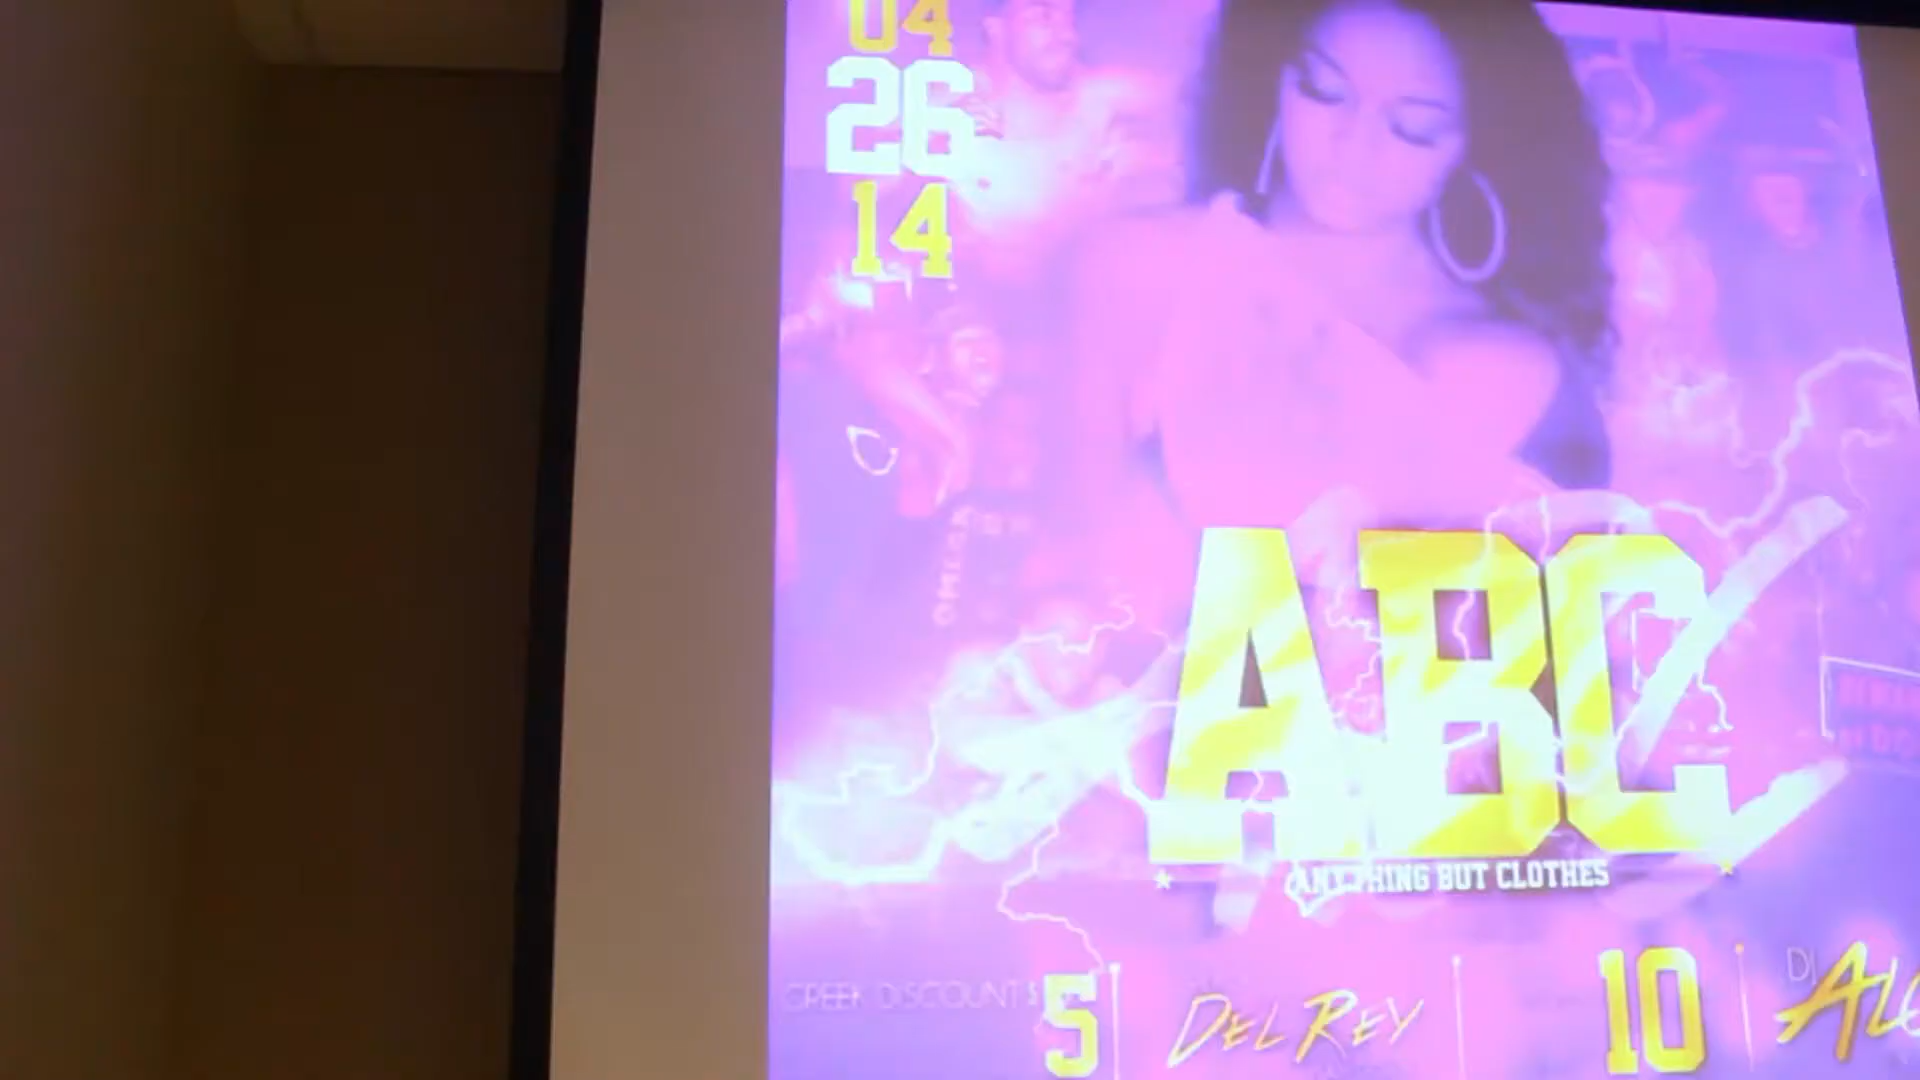 04
26
14
ABC
ANYTHING BUT CLOTHES
GREEK DISCOUNT $5
DEL REY
10
DJ